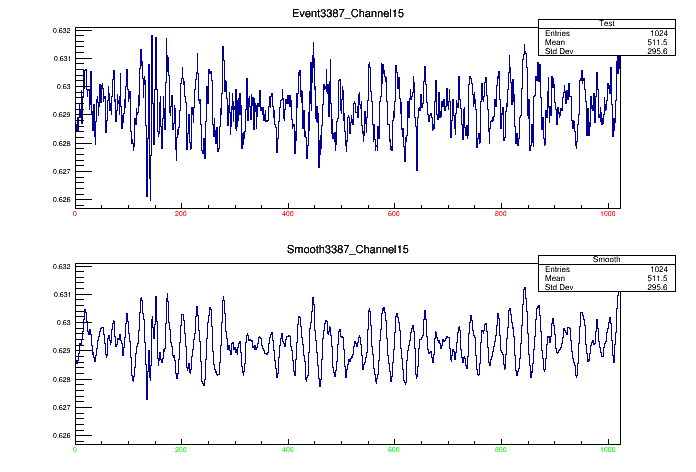 Event3387_Channel15
Test
Entries 1024
Mean 511.5
Std Dev 295.6
0.632
0.631
0.63
0.629
0.628
0.627
0.626
0 200 400 600 800 1000
Smooth3387_Channel15
Smooth
Entries 1024
Mean 511.5
Std Dev 295.6
0.632
0.631
0.63
0.629
0.628
0.627
0.626
0 200 400 600 800 1000